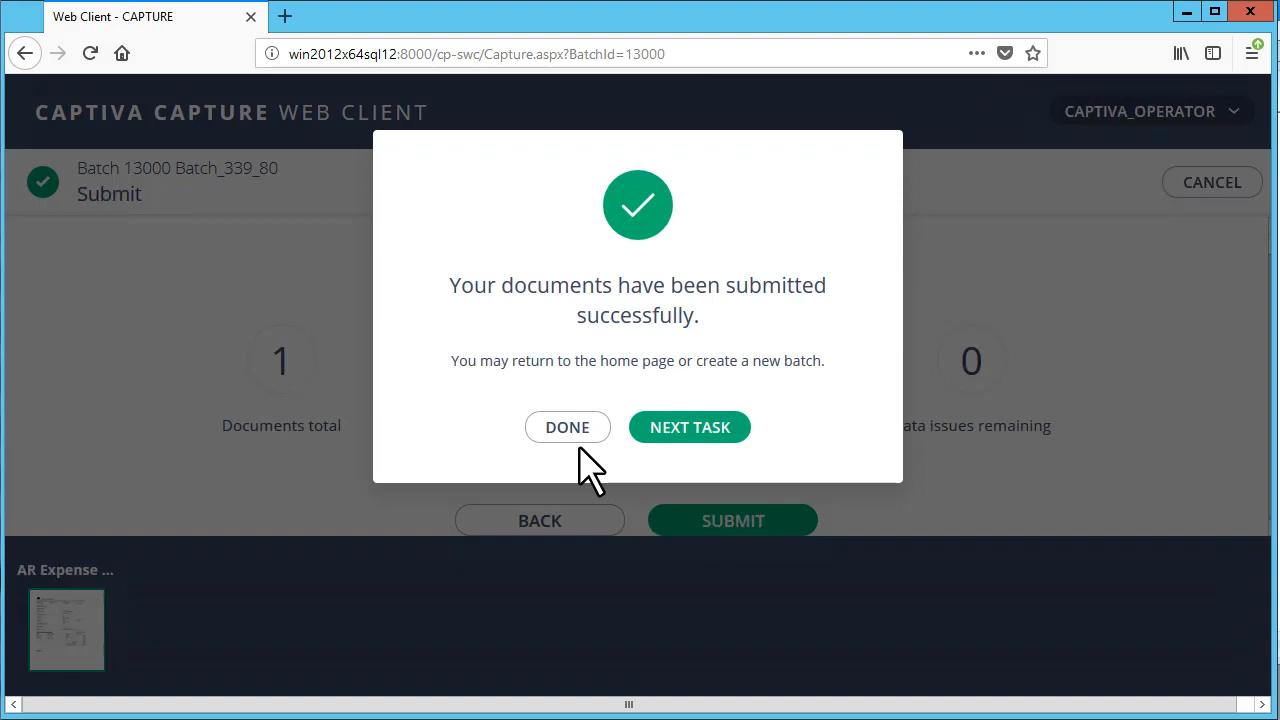 Web Client - CAPTURE
win2012x64sql12:8000/cp-swc/Capture.aspx?BatchId=13000
CAPTIVA CAPTURE WEB CLIENT
CAPTIVA_OPERATOR
Batch 13000 Batch_339_80
Submit
CANCEL
Your documents have been submitted
successfully.
You may return to the home page or create a new batch.
DONE
NEXT TASK
1
Documents total
0
ata issues remaining
BACK
SUBMIT
AR Expense ...